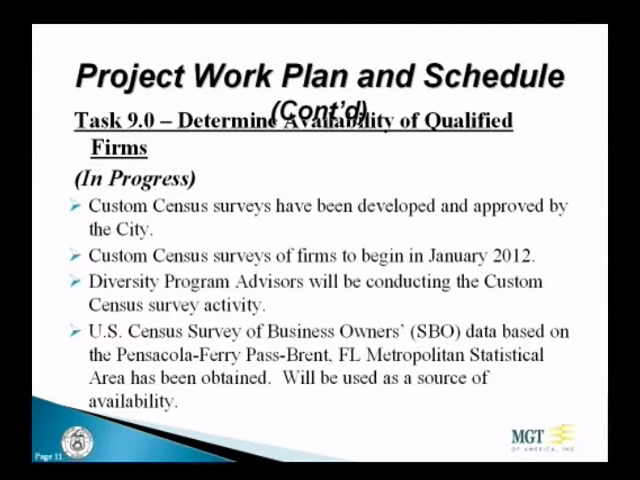 Project Work Plan and Schedule
(Cont'd)
Task 9.0 – Determine Availability of Qualified
Firms
(In Progress)
Custom Census surveys have been developed and approved by
the City.
Custom Census surveys of firms to begin in January 2012.
Diversity Program Advisors will be conducting the Custom
Census survey activity.
U.S. Census Survey of Business Owners' (SBO) data based on
the Pensacola-Ferry Pass-Brent, FL Metropolitan Statistical
Area has been obtained. Will be used as a source of
availability.
Page 11
MGT
OF AMERICA, INC.